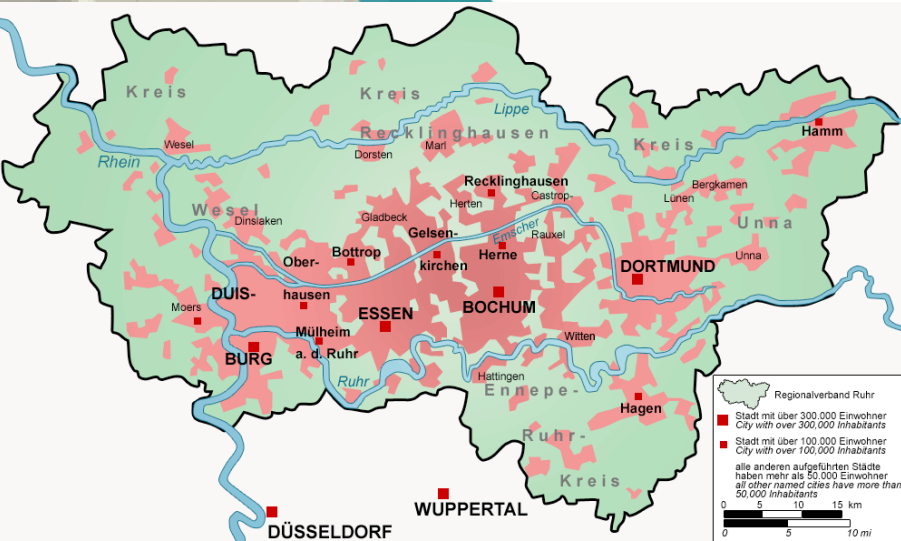 Kreis
Kreis
Recklinghausen
Lippe
Kreis
Hamm
Rhein
Wesel
Dorsten
Marl
Recklinghausen
Herten
Castrop-
Rauxel
Bergkamen
Lünen
Wesel
Dinslaken
Gladbeck
Gelsen-
kirchen
Emscher
Herne
Unna
Unna
Ober-
hausen
Bottrop
DORTMUND
DUIS-
BURG
Moers
ESSEN
BOCHUM
Mülheim
a. d. Ruhr
Witten
Ruhr
Hattingen
Ennepe-
Ruhr-
Kreis
Hagen
WUPPERTAL
DÜSSELDORF
Regionalverband Ruhr
Stadt mit über 300.000 Einwohner
City with over 300,000 Inhabitants
Stadt mit über 100.000 Einwohner
City with over 100,000 Inhabitants
alle anderen aufgeführten Städte
haben mehr als 50.000 Einwohner
all other named cities have more than
50,000 Inhabitants
0 5 10 15 km
0 5 10 mi